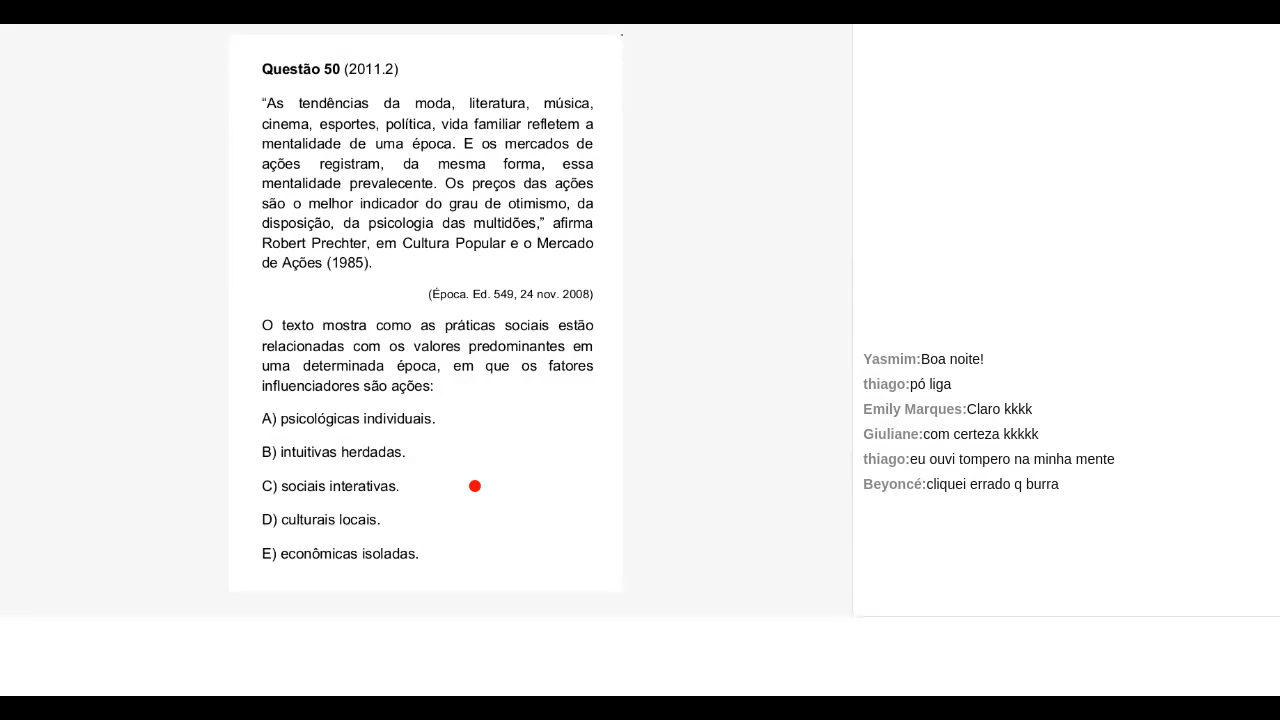 Questão 50 (2011.2)
“As tendências da moda, literatura, música,
cinema, esportes, política, vida familiar refletem a
mentalidade de uma época. E os mercados de
ações registram, da mesma forma, essa
mentalidade prevalecente. Os preços das ações
são o melhor indicador do grau de otimismo, da
disposição, da psicologia das multidões,” afirma
Robert Prechter, em Cultura Popular e o Mercado
de Ações (1985).
(Época. Ed. 549, 24 nov. 2008)
O texto mostra como as práticas sociais estão
relacionadas com os valores predominantes em
uma determinada época, em que os fatores
influenciadores são ações:
A) psicológicas individuais.
B) intuitivas herdadas.
C) sociais interativas.
D) culturais locais.
E) econômicas isoladas.
Yasmim:Boa noite!
thiago:pó liga
Emily Marques:Claro kkkk
Giuliane:com certeza kkkkk
thiago:eu ouvi tompero na minha mente
Beyoncé:cliquei errado q burra